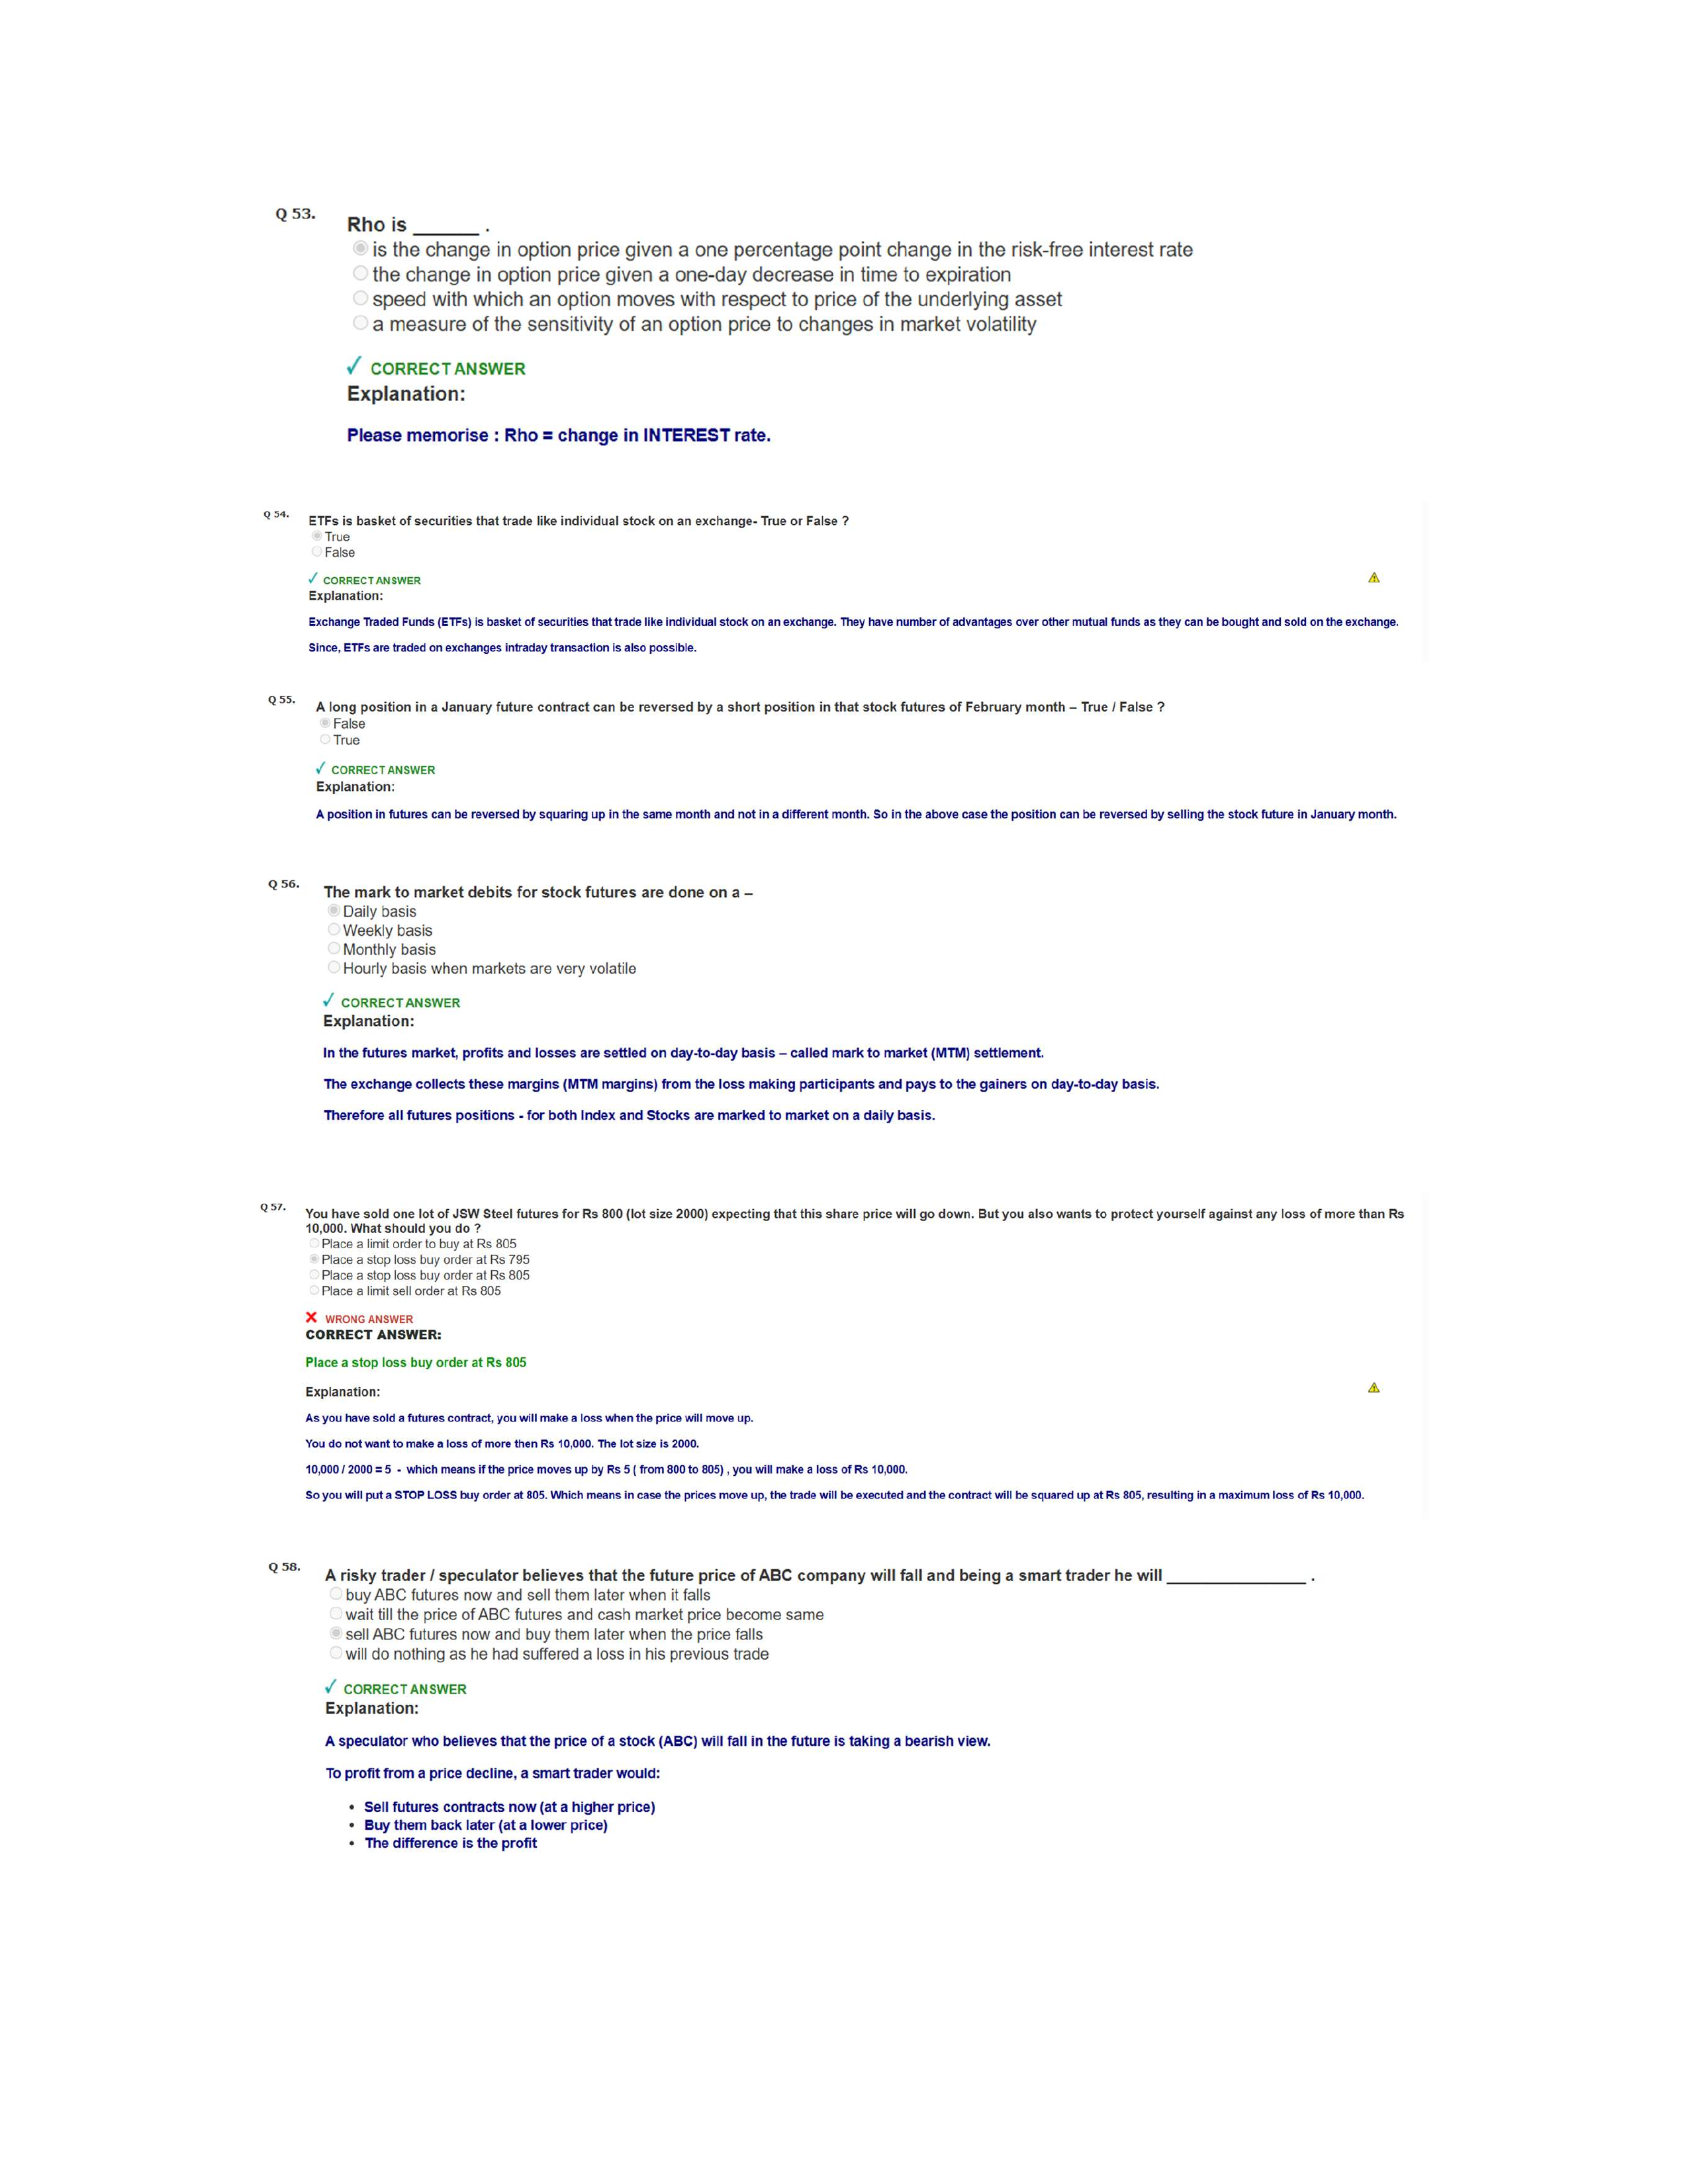 Q 53.
Rho is ______ .
is the change in option price given a one percentage point change in the risk-free interest rate
the change in option price given a one-day decrease in time to expiration
speed with which an option moves with respect to price of the underlying asset
a measure of the sensitivity of an option price to changes in market volatility
✓ CORRECT ANSWER
Explanation:
Please memorise : Rho = change in INTEREST rate.
Q 54.
ETFs is basket of securities that trade like individual stock on an exchange- True or False ?
True
False
✓ CORRECT ANSWER
Explanation:
Exchange Traded Funds (ETFs) is basket of securities that trade like individual stock on an exchange. They have number of advantages over other mutual funds as they can be bought and sold on the exchange.
Since, ETFs are traded on exchanges intraday transaction is also possible.
Q 55.
A long position in a January future contract can be reversed by a short position in that stock futures of February month – True / False ?
False
True
✓ CORRECT ANSWER
Explanation:
A position in futures can be reversed by squaring up in the same month and not in a different month. So in the above case the position can be reversed by selling the stock future in January month.
Q 56.
The mark to market debits for stock futures are done on a –
Daily basis
Weekly basis
Monthly basis
Hourly basis when markets are very volatile
✓ CORRECT ANSWER
Explanation:
In the futures market, profits and losses are settled on day-to-day basis – called mark to market (MTM) settlement.
The exchange collects these margins (MTM margins) from the loss making participants and pays to the gainers on day-to-day basis.
Therefore all futures positions - for both Index and Stocks are marked to market on a daily basis.
Q 57.
You have sold one lot of JSW Steel futures for Rs 800 (lot size 2000) expecting that this share price will go down. But you also wants to protect yourself against any loss of more than Rs
10,000. What should you do ?
Place a limit order to buy at Rs 805
Place a stop loss buy order at Rs 795
Place a stop loss buy order at Rs 805
Place a limit sell order at Rs 805
✗ WRONG ANSWER
CORRECT ANSWER:
Place a stop loss buy order at Rs 805
Explanation:
As you have sold a futures contract, you will make a loss when the price will move up.
You do not want to make a loss of more then Rs 10,000. The lot size is 2000.
10,000 / 2000 = 5 - which means if the price moves up by Rs 5 ( from 800 to 805) , you will make a loss of Rs 10,000.
So you will put a STOP LOSS buy order at 805. Which means in case the prices move up, the trade will be executed and the contract will be squared up at Rs 805, resulting in a maximum loss of Rs 10,000.
Q 58.
A risky trader / speculator believes that the future price of ABC company will fall and being a smart trader he will ________________ .
buy ABC futures now and sell them later when it falls
wait till the price of ABC futures and cash market price become same
sell ABC futures now and buy them later when the price falls
will do nothing as he had suffered a loss in his previous trade
✓ CORRECT ANSWER
Explanation:
A speculator who believes that the price of a stock (ABC) will fall in the future is taking a bearish view.
To profit from a price decline, a smart trader would:
• Sell futures contracts now (at a higher price)
• Buy them back later (at a lower price)
• The difference is the profit